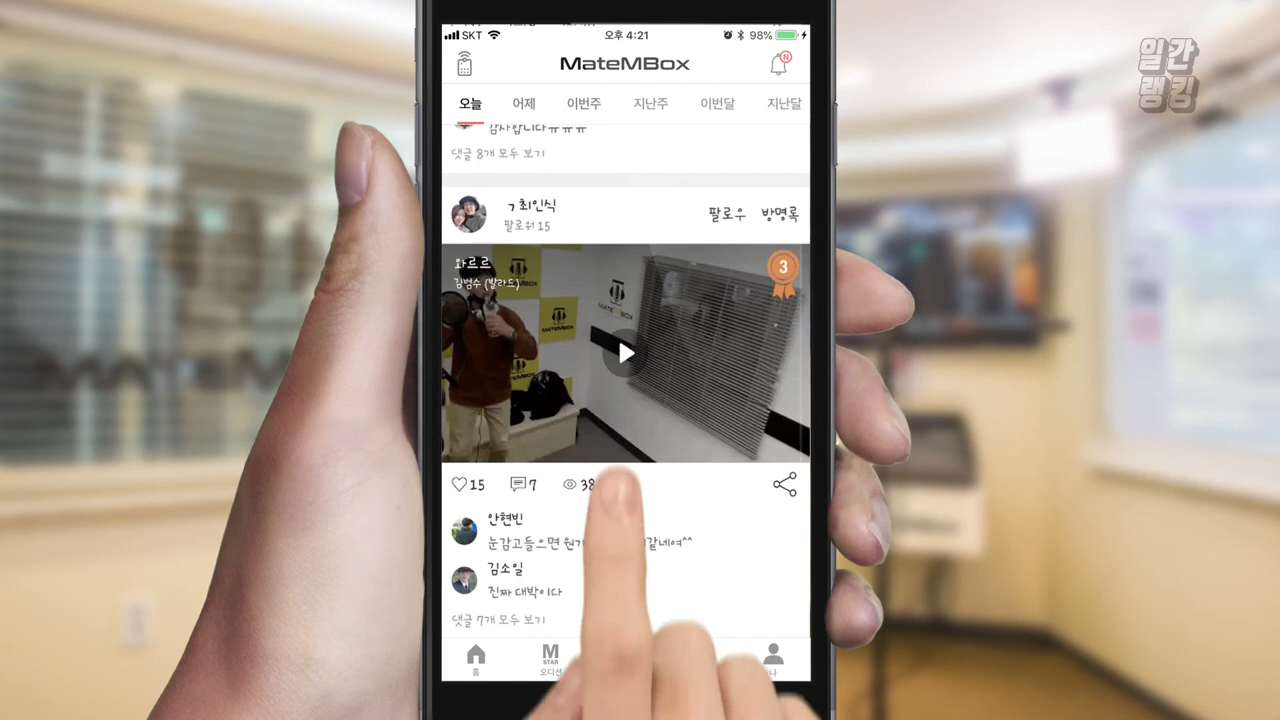 일간
랭킹
SKT 오후 4:21 98%
MateMBox N
오늘 어제 이번주 지난주 이번달 지난달
감사합니다ㅠㅠㅠ
댓글 8개 모두 보기
ㄱ최인식
팔로워 15
팔로우 방명록
와르르
김범수 (발라드)
3
MATEMBOX
MATEMBOX
15 7 38
안현빈
눈감고들으면 원 같네여^^
김소일
진짜 대박이다
댓글 7개 모두 보기
홈 M STAR 오디션 나